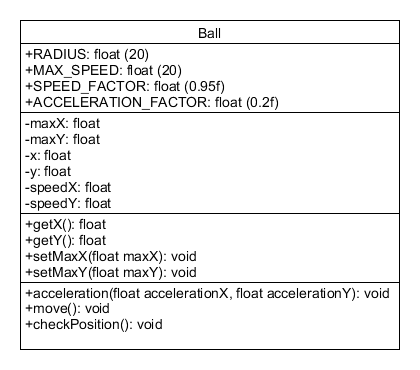 Ball
+RADIUS: float (20)
+MAX_SPEED: float (20)
+SPEED_FACTOR: float (0.95f)
+ACCELERATION_FACTOR: float (0.2f)
-maxX: float
-maxY: float
-x: float
-y: float
-speedX: float
-speedY: float
+getX(): float
+getY(): float
+setMaxX(float maxX): void
+setMaxY(float maxY): void
+acceleration(float accelerationX, float accelerationY): void
+move(): void
+checkPosition(): void